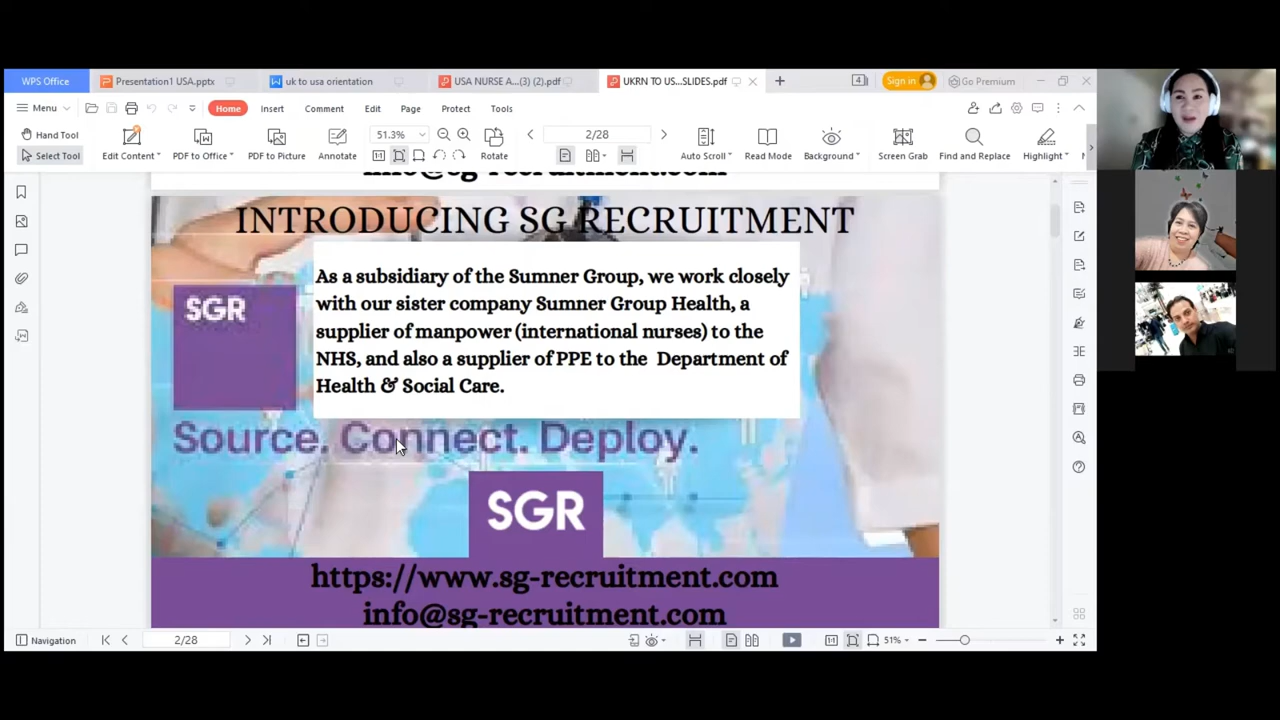 WPS Office
Presentation1 USA.pptx
uk to usa orientation
USA NURSE A...(3) (2).pdf
UKRN TO US...SLIDES.pdf
4
Sign in
Go Premium
Menu
Home
Insert
Comment
Edit
Page
Protect
Tools
Hand Tool
Select Tool
Edit Content
PDF to Office
PDF to Picture
Annotate
51.3%
Rotate
2/28
Auto Scroll
Read Mode
Background
Screen Grab
Find and Replace
Highlight
info@sg-recruitment.com
INTRODUCING SG RECRUITMENT
As a subsidiary of the Sumner Group, we work closely
with our sister company Sumner Group Health, a
supplier of manpower (international nurses) to the
NHS, and also a supplier of PPE to the Department of
Health & Social Care.
SGR
Source. Connect. Deploy.
SGR
https://www.sg-recruitment.com
info@sg-recruitment.com
Navigation
2/28
51%